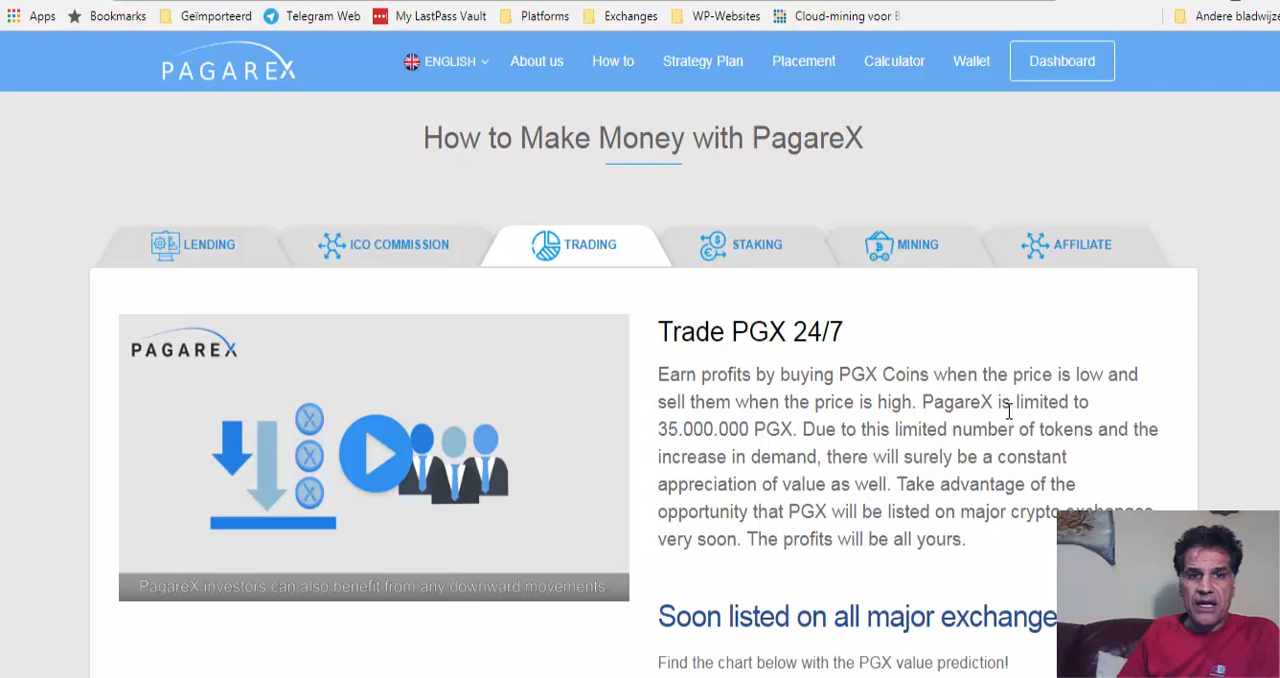 Apps Bookmarks Geïmporteerd Telegram Web My LastPass Vault Platforms Exchanges WP-Websites Cloud-mining voor B Andere bladwijze
PAGAREX ENGLISH About us How to Strategy Plan Placement Calculator Wallet Dashboard
How to Make Money with PagareX
LENDING ICO COMMISSION TRADING STAKING MINING AFFILIATE
PAGAREX
PagareX investors can also benefit from any downward movements.
Trade PGX 24/7
Earn profits by buying PGX Coins when the price is low and
sell them when the price is high. PagareX is limited to
35.000.000 PGX. Due to this limited number of tokens and the
increase in demand, there will surely be a constant
appreciation of value as well. Take advantage of the
opportunity that PGX will be listed on major crypto exchanges
very soon. The profits will be all yours.
Soon listed on all major exchange
Find the chart below with the PGX value prediction!